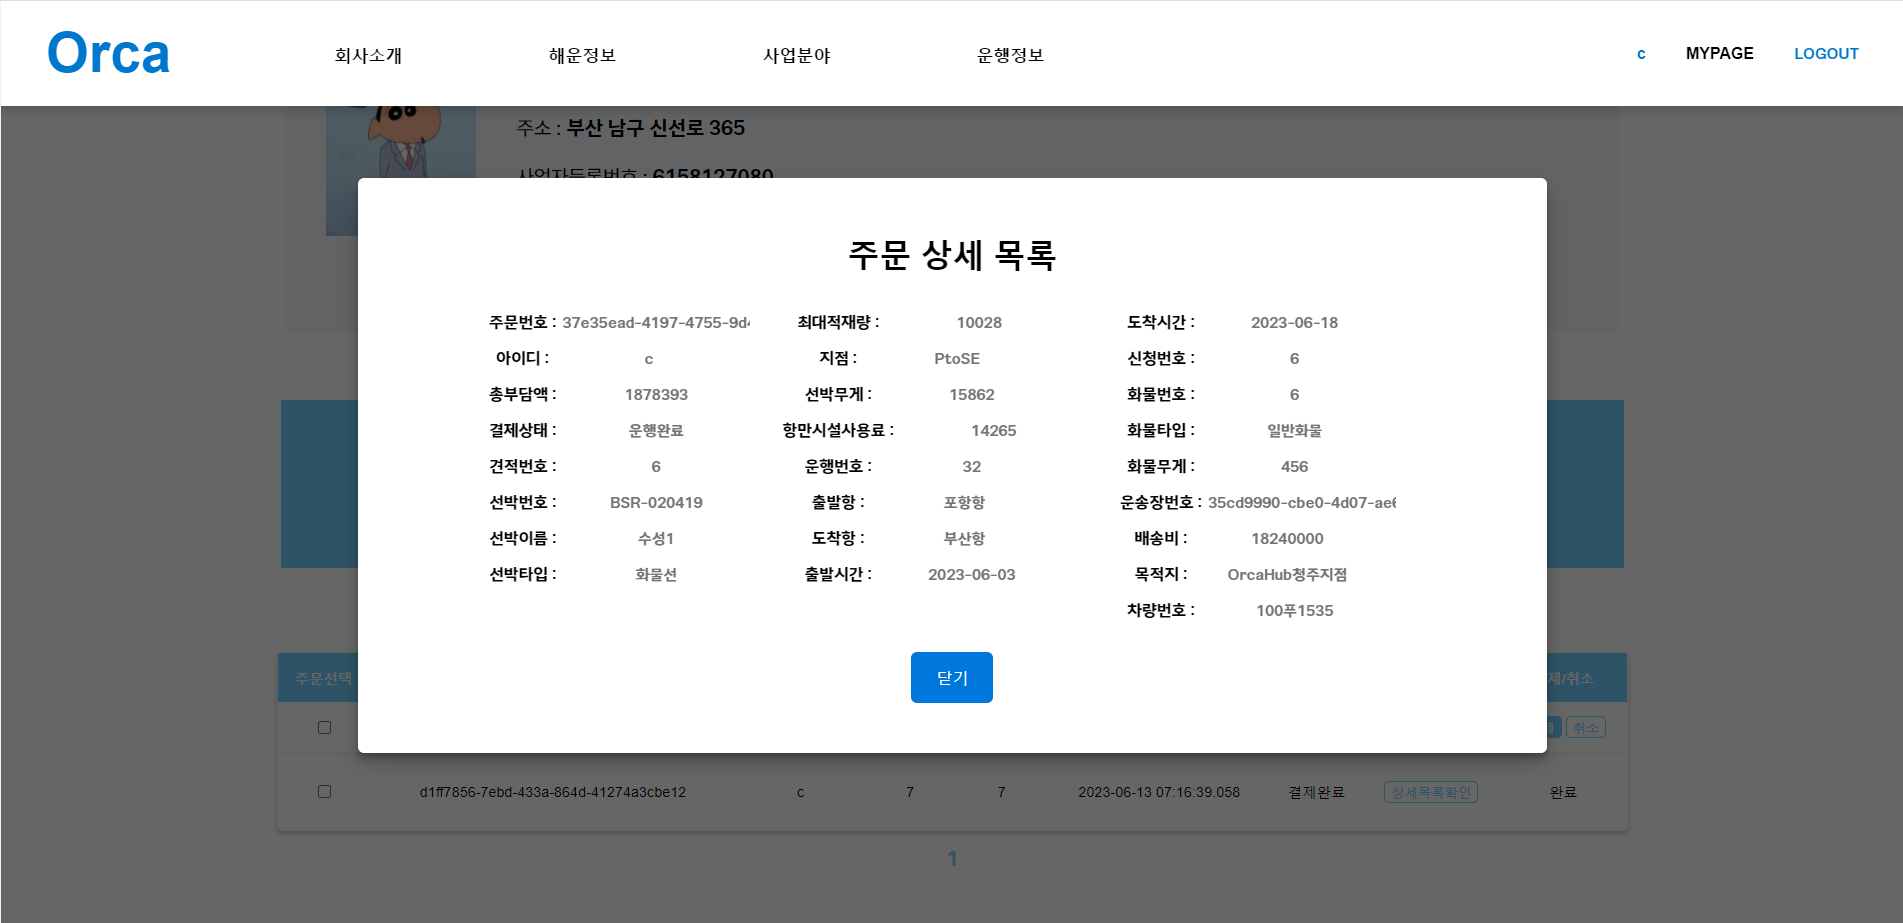 Orca 회사소개 해운정보 사업분야 운행정보 c MYPAGE LOGOUT
주소 : 부산 남구 신선로 365
사업자등록번호 : 6158127080
주문 상세 목록
주문번호 : 37e35ead-4197-4755-9d4 최대적재량 : 10028 도착시간 : 2023-06-18
아이디 : c 지점 : PtoSE 신청번호 : 6
총부담액 : 1878393 선박무게 : 15862 화물번호 : 6
결제상태 : 운행완료 항만시설사용료 : 14265 화물타입 : 일반화물
견적번호 : 6 운행번호 : 32 화물무게 : 456
선박번호 : BSR-020419 출발항 : 포항항 운송장번호 : 35cd9990-cbe0-4d07-ae6
선박이름 : 수성1 도착항 : 부산항 배송비 : 18240000
선박타입 : 화물선 출발시간 : 2023-06-03 목적지 : OrcaHub청주지점
차량번호 : 100푸1535
닫기
주문선택 제/취소
취소
d1ff7856-7ebd-433a-864d-41274a3cbe12 c 7 7 2023-06-13 07:16:39.058 결제완료 상세목록확인 완료
1